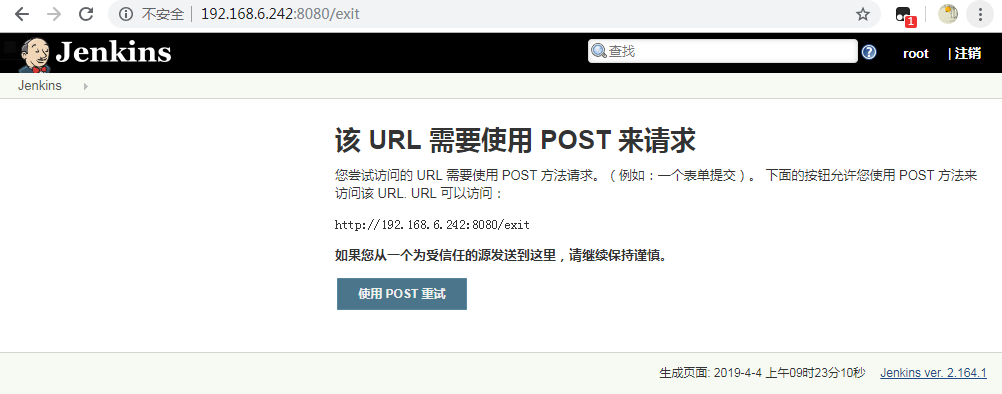 不安全 192.168.6.242:8080/exit
1
Jenkins
查找
?
root
| 注销
Jenkins
该 URL 需要使用 POST 来请求
您尝试访问的 URL 需要使用 POST 方法请求。（例如：一个表单提交）。 下面的按钮允许您使用 POST 方法来
访问该 URL. URL 可以访问：
http://192.168.6.242:8080/exit
如果您从一个为受信任的源发送到这里，请继续保持谨慎。
使用 POST 重试
生成页面: 2019-4-4 上午09时23分10秒 Jenkins ver. 2.164.1